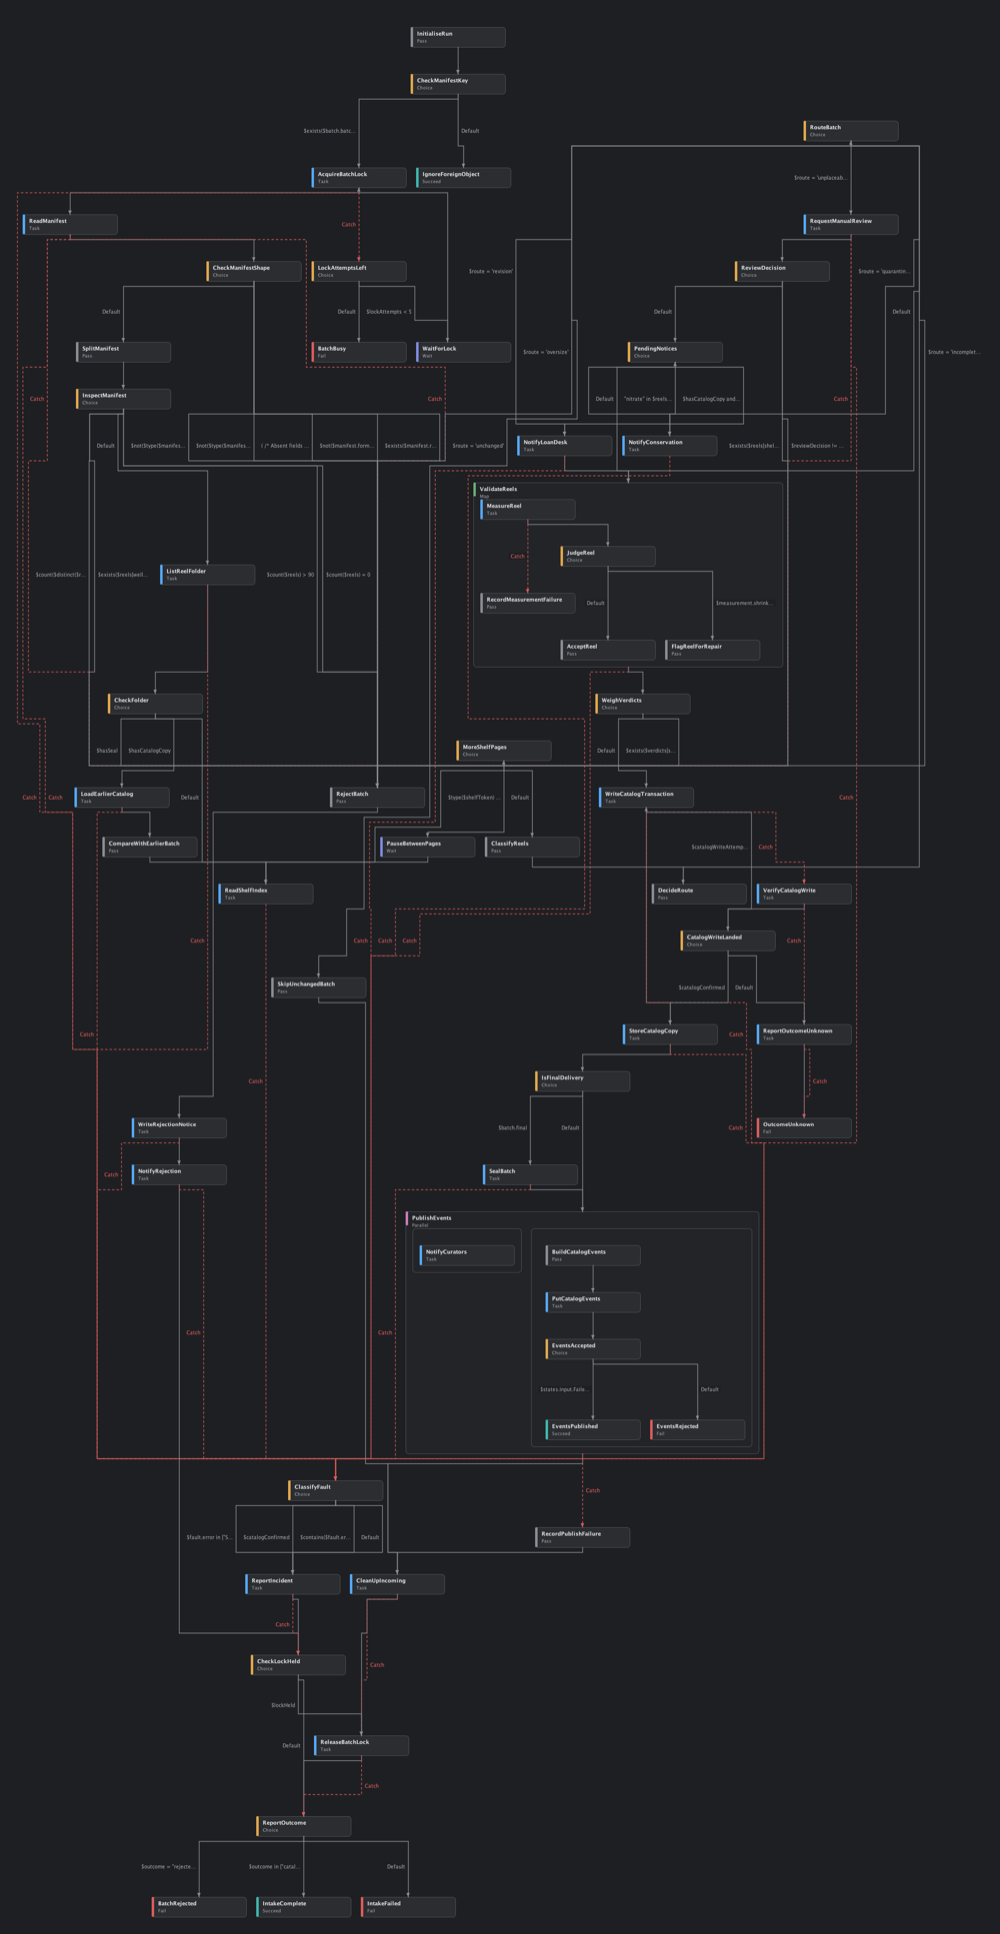 InitialiseRun
Pass
CheckManifestKey
Choice
$exists($batch.batc...
Default
RouteBatch
Choice
AcquireBatchLock
Task
IgnoreForeignObject
Succeed
$route = 'unplaceab...
ReadManifest
Task
Catch
RequestManualReview
Task
CheckManifestShape
Choice
LockAttemptsLeft
Choice
$route = 'revision'
ReviewDecision
Choice
$route = 'quarantin...
Default
Default
$lockAttempts < 5
Default
Default
SplitManifest
Pass
BatchBusy
Fail
WaitForLock
Wait
$route = 'oversize'
PendingNotices
Choice
$route = 'incomplet...
InspectManifest
Choice
Catch
Catch
Default
"nitrate" in $reels...
$hasCatalogCopy and...
Catch
Default
$not($type($manifes...
$not($type($manifes...
( /* Absent fields ...
$not($manifest.form...
$exists($manifest.r...
$route = 'unchanged'
NotifyLoanDesk
Task
NotifyConservation
Task
$exists($reels[shel...
$reviewDecision != ...
ValidateReels
Map
MeasureReel
Task
Catch
JudgeReel
Choice
$count($distinct($r...
$exists($reels[weil...
ListReelFolder
Task
$count($reels) > 90
$count($reels) = 0
RecordMeasurementFailure
Pass
Default
$measurement.shrink...
AcceptReel
Pass
FlagReelForRepair
Pass
CheckFolder
Choice
WeighVerdicts
Choice
$hasSeal
$hasCatalogCopy
MoreShelfPages
Choice
Default
$exists($verdicts[s...
Catch
Catch
LoadEarlierCatalog
Task
Default
RejectBatch
Pass
$type($shelfToken) ...
Default
WriteCatalogTransaction
Task
Catch
CompareWithEarlierBatch
Pass
PauseBetweenPages
Wait
ClassifyReels
Pass
$catalogWriteAttemp...
Catch
ReadShelfIndex
Task
DecideRoute
Pass
VerifyCatalogWrite
Task
Catch
Catch
Catch
Catch
CatalogWriteLanded
Choice
Catch
SkipUnchangedBatch
Pass
$catalogConfirmed
Default
Catch
StoreCatalogCopy
Task
Catch
ReportOutcomeUnknown
Task
Catch
IsFinalDelivery
Choice
Catch
WriteRejectionNotice
Task
$batch.final
Default
Catch
OutcomeUnknown
Fail
Catch
NotifyRejection
Task
SealBatch
Task
PublishEvents
Parallel
NotifyCurators
Task
BuildCatalogEvents
Pass
PutCatalogEvents
Task
Catch
Catch
EventsAccepted
Choice
$states.input.Faile...
Default
EventsPublished
Succeed
EventsRejected
Fail
ClassifyFault
Choice
Catch
$fault.error in ["S...
$catalogConfirmed
$contains($fault.er...
Default
RecordPublishFailure
Pass
ReportIncident
Task
CleanUpIncoming
Task
Catch
CheckLockHeld
Choice
Catch
$lockHeld
Default
ReleaseBatchLock
Task
Catch
ReportOutcome
Choice
$outcome = "rejecte...
$outcome in ["catal...
Default
BatchRejected
Fail
IntakeComplete
Succeed
IntakeFailed
Fail